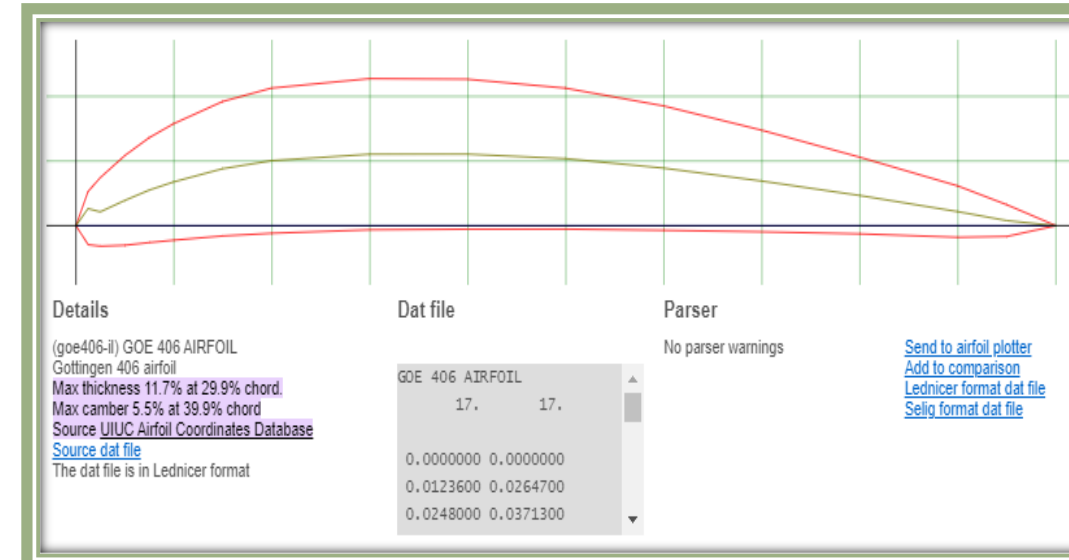 Details
(goe406-il) GOE 406 AIRFOIL
Gottingen 406 airfoil
Max thickness 11.7% at 29.9% chord.
Max camber 5.5% at 39.9% chord
Source UIUC Airfoil Coordinates Database
Source dat file
The dat file is in Lednicer format
Dat file
GOE 406 AIRFOIL
17. 17.
0.0000000 0.0000000
0.0123600 0.0264700
0.0248000 0.0371300
Parser
No parser warnings
Send to airfoil plotter
Add to comparison
Lednicer format dat file
Selig format dat file